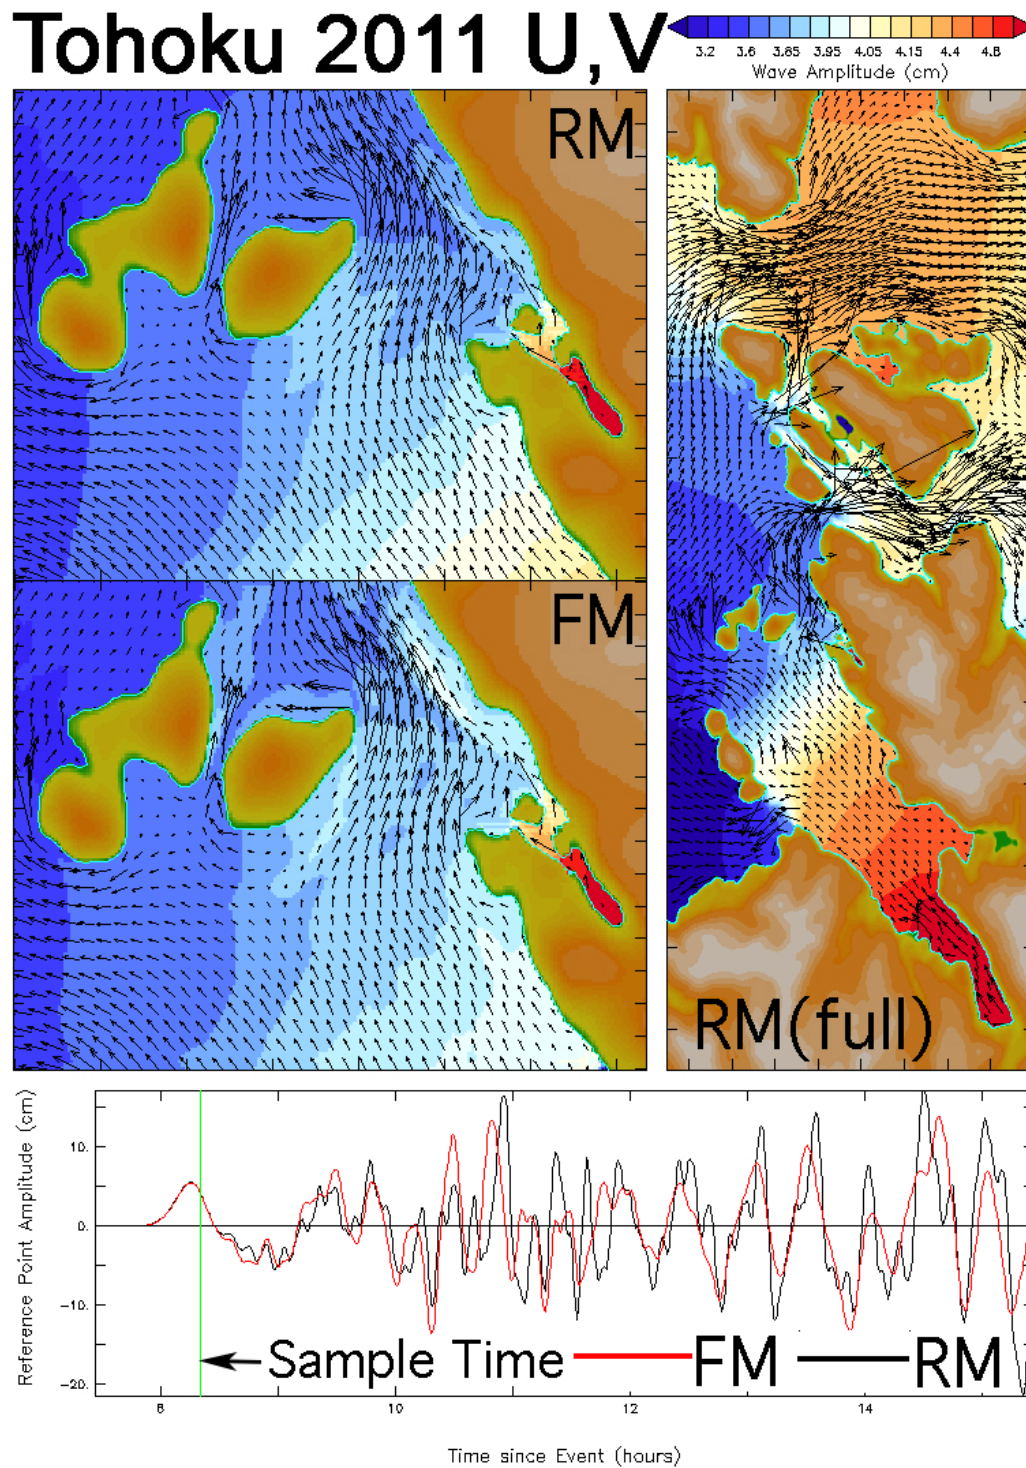 Tohoku 2011 U,V
3.2 3.6 3.85 3.95 4.05 4.15 4.4 4.8
Wave Amplitude (cm)
RM
FM
RM(full)
Reference Point Amplitude (cm)
10.
0.
-10.
-20.
Sample Time FM RM
8 10 12 14
Time since Event (hours)